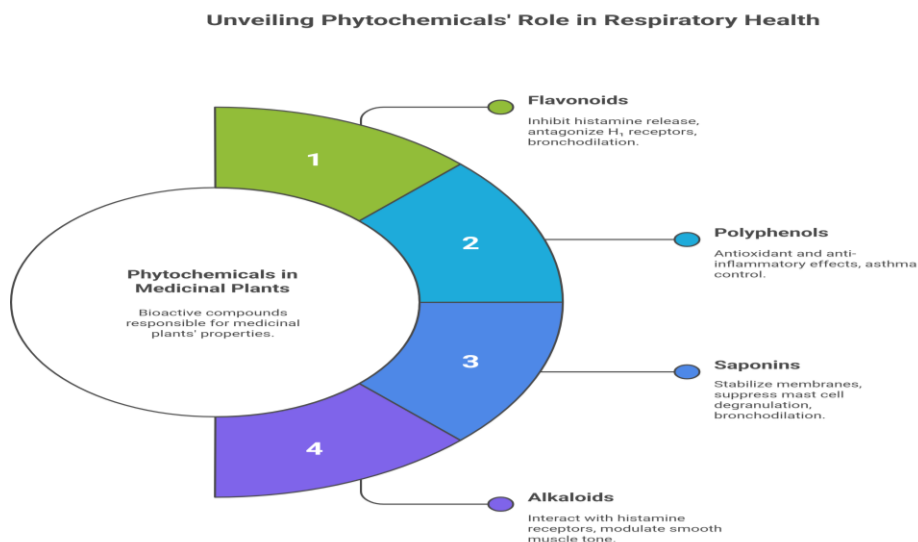 Unveiling Phytochemicals' Role in Respiratory Health
Flavonoids
Inhibit histamine release,
antagonize H₁ receptors,
bronchodilation.
1
2
Polyphenols
Antioxidant and anti-
inflammatory effects, asthma
control.
Phytochemicals in
Medicinal Plants
Bioactive compounds
responsible for medicinal
plants' properties.
3
Saponins
Stabilize membranes,
suppress mast cell
degranulation,
bronchodilation.
4
Alkaloids
Interact with histamine
receptors, modulate smooth
muscle tone.